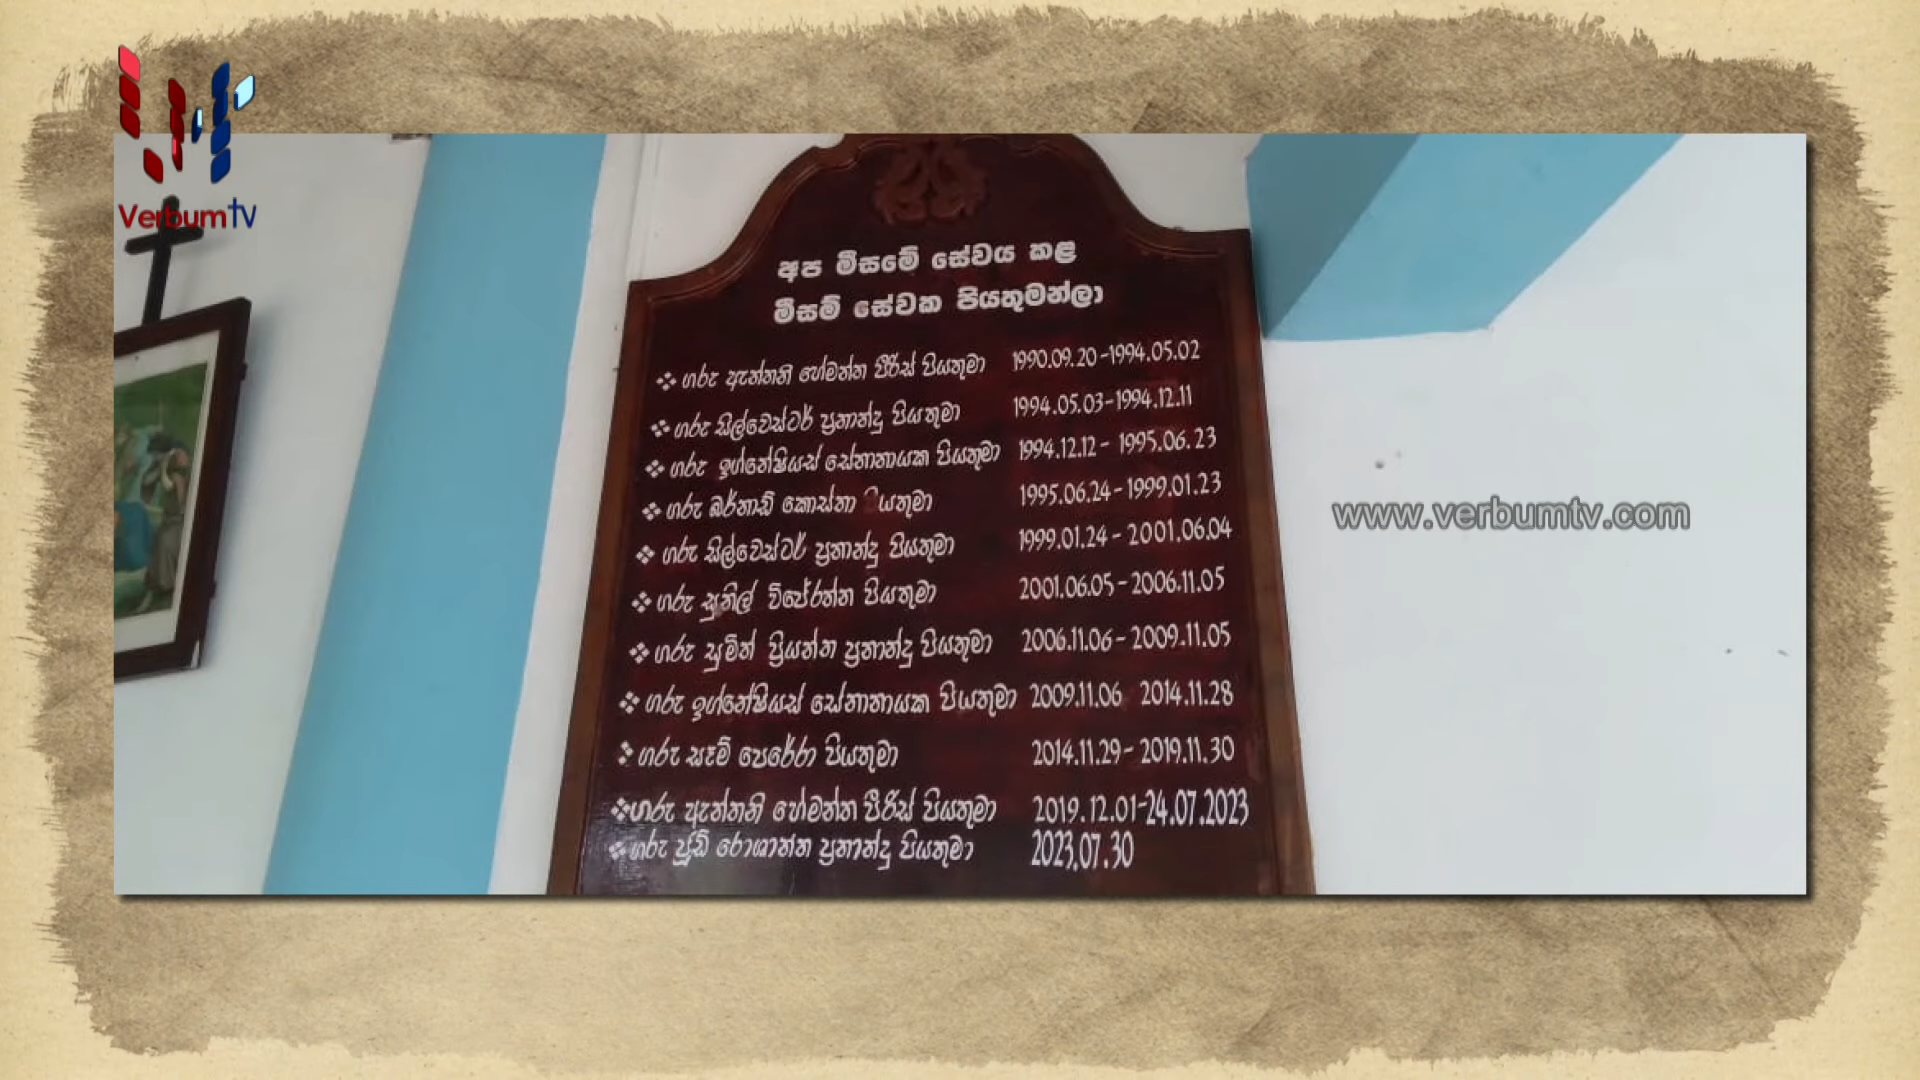 Verbumtv
අප මීසමේ සේවය කළ
මීසම් සේවක පියතුමන්ලා
❖ ගරු ඇන්තනි හේමන්ත පීරිස් පියතුමා 1990.09.20-1994.05.02
❖ ගරු සිල්වෙස්ටර් ප්‍රනාන්දු පියතුමා 1994.05.03-1994.12.11
❖ ගරු ඉග්නේෂියස් සේනානායක පියතුමා 1994.12.12- 1995.06.23
❖ ගරු බර්නාඩ් කොස්තා ියතුමා 1995.06.24-1999.01.23
❖ ගරු සිල්වෙස්ටර් ප්‍රනාන්දු පියතුමා 1999.01.24 - 2001.06.04
❖ ගරු සුනිල් විජේරත්න පියතුමා 2001.06.05 - 2006.11.05
❖ ගරු සුමිත් ප්‍රියන්ත ප්‍රනාන්දු පියතුමා 2006.11.06 - 2009.11.05
❖ ගරු ඉග්නේෂියස් සේනානායක පියතුමා 2009.11.06 2014.11.28
❖ ගරු සෑම් පෙරේරා පියතුමා 2014.11.29- 2019.11.30
❖ ගරු ඇන්තනි හේමන්ත පීරිස් පියතුමා 2019.12.01-24.07.2023
❖ ගරු ජූඩ් රොශාන්ත ප්‍රනාන්දු පියතුමා 2023.07.30
www.verbumtv.com